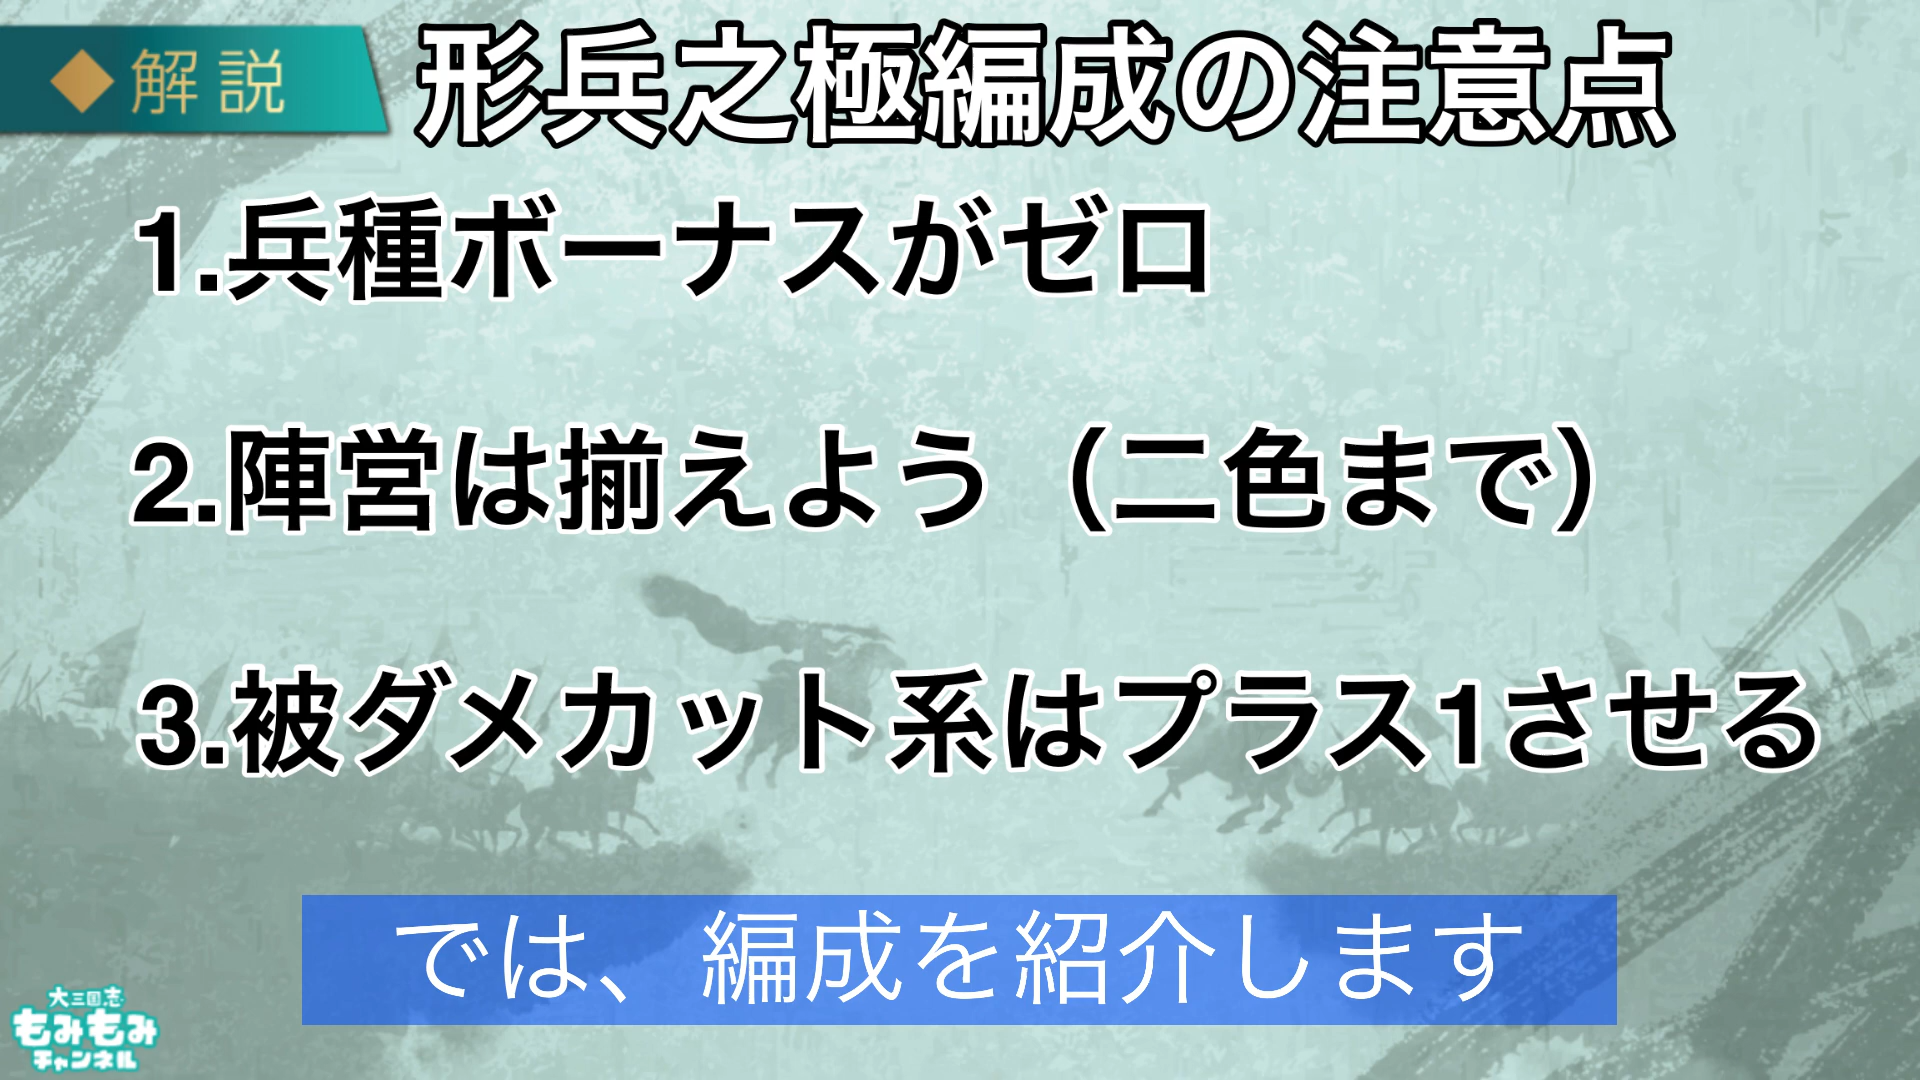 解説
形兵之極編成の注意点
1.兵種ボーナスがゼロ
2.陣営は揃えよう（二色まで）
3.被ダメカット系はプラス1させる
では、編成を紹介します
大三国志
もみもみ
チャンネル